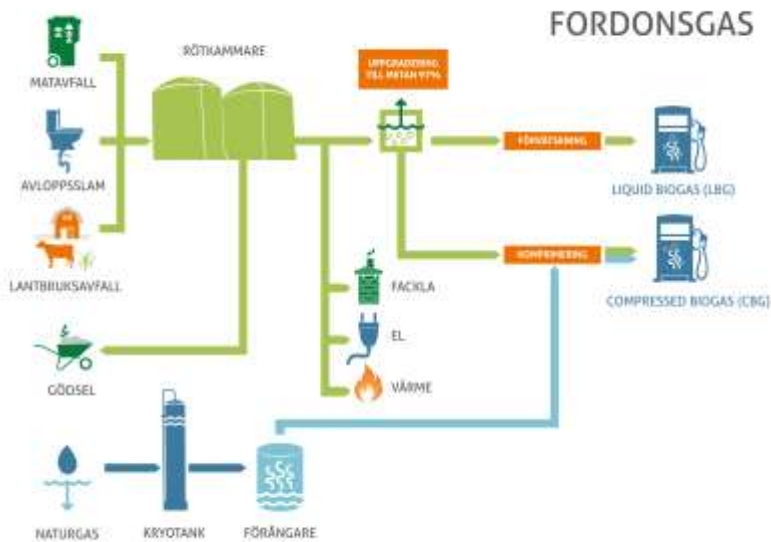 FORDONSGAS
RÖTKAMMARE
UPPGRADERING
TILL METAN 97%
MATAVFALL
FÖRVÄTSKNING
AVLOPPSSLAM
LIQUID BIOGAS (LBG)
KOMPRIMERING
LANTBRUKSAVFALL
FACKLA
COMPRESSED BIOGAS (CBG)
EL
GÖDSEL
VÄRME
NATURGAS
KRYOTANK
FÖRÅNGARE